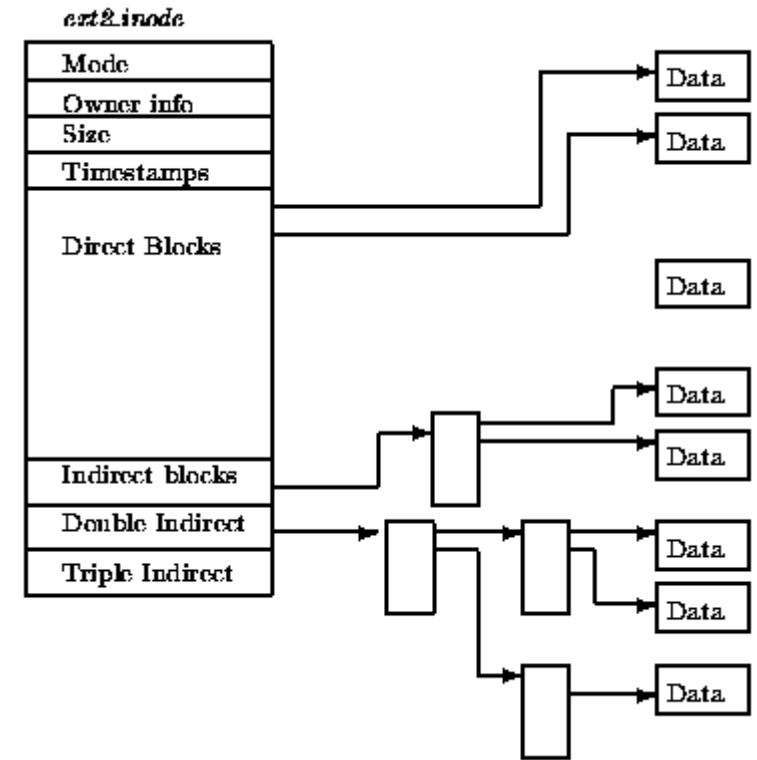 ext2_inode
Mode
Owner info
Size
Timestamps
Direct Blocks
Indirect blocks
Double Indirect
Triple Indirect
Data
Data
Data
Data
Data
Data
Data
Data